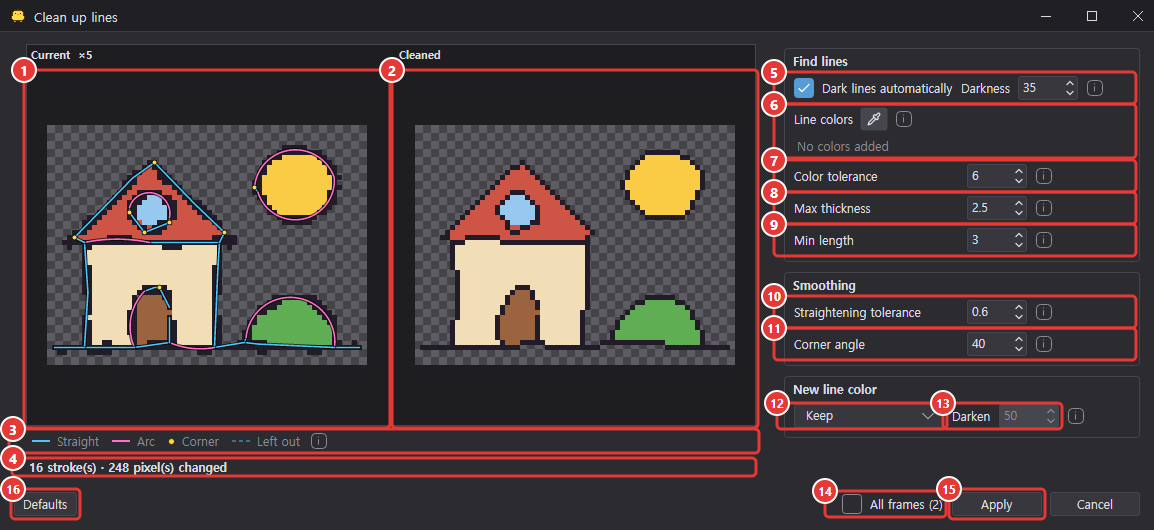 Clean up lines
Current ×5
Cleaned
1
2
3
Straight
Arc
Corner
Left out
4
16 stroke(s) · 248 pixel(s) changed
16
Defaults
Find lines
5
Dark lines automatically
Darkness
35
6
Line colors
No colors added
7
Color tolerance
6
8
Max thickness
2.5
9
Min length
3
Smoothing
10
Straightening tolerance
0.6
11
Corner angle
40
New line color
12
Keep
13
Darken
50
14
All frames (2)
15
Apply
Cancel